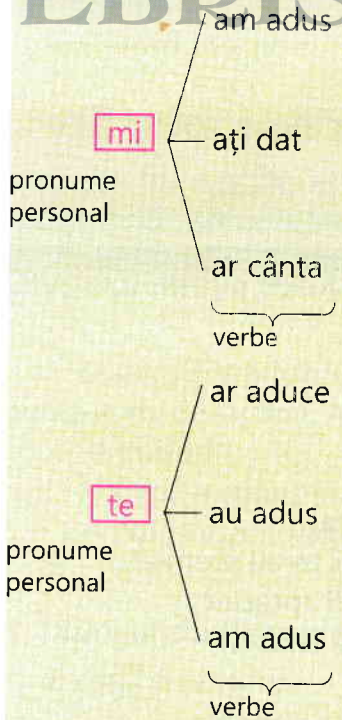 am adus
mi
ați dat
pronume
personal
ar cânta
verbe
ar aduce
te
au adus
pronume
personal
am adus
verbe